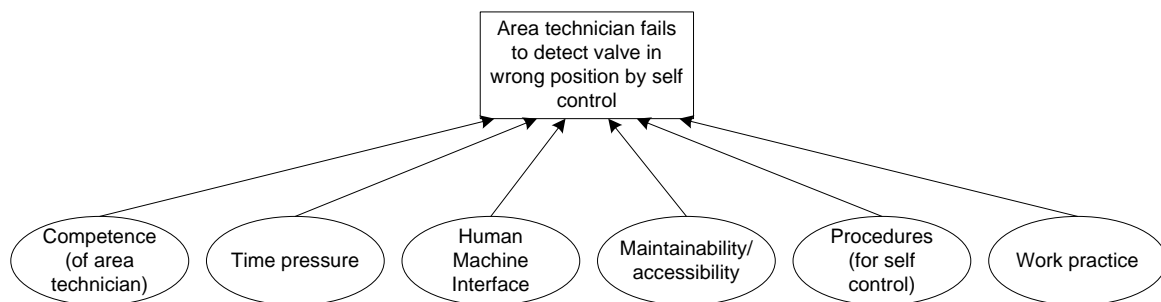 Area technician fails
to detect valve in
wrong position by self
control
Competence
(of area
technician)
Time pressure
Human
Machine
Interface
Maintainability/
accessibility
Procedures
(for self
control)
Work practice